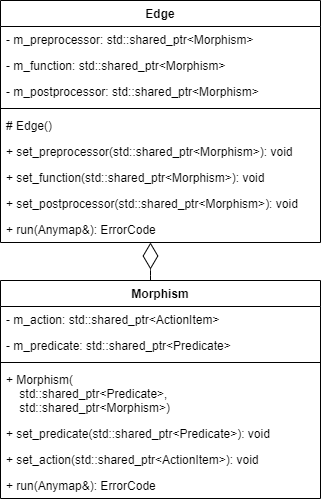 Edge
- m_preprocessor: std::shared_ptr<Morphism>
- m_function: std::shared_ptr<Morphism>
- m_postprocessor: std::shared_ptr<Morphism>
# Edge()
+ set_preprocessor(std::shared_ptr<Morphism>): void
+ set_function(std::shared_ptr<Morphism>): void
+ set_postprocessor(std::shared_ptr<Morphism>): void
+ run(Anymap&): ErrorCode
Morphism
- m_action: std::shared_ptr<ActionItem>
- m_predicate: std::shared_ptr<Predicate>
+ Morphism(
std::shared_ptr<Predicate>,
std::shared_ptr<Morphism>)
+ set_predicate(std::shared_ptr<Predicate>): void
+ set_action(std::shared_ptr<ActionItem>): void
+ run(Anymap&): ErrorCode